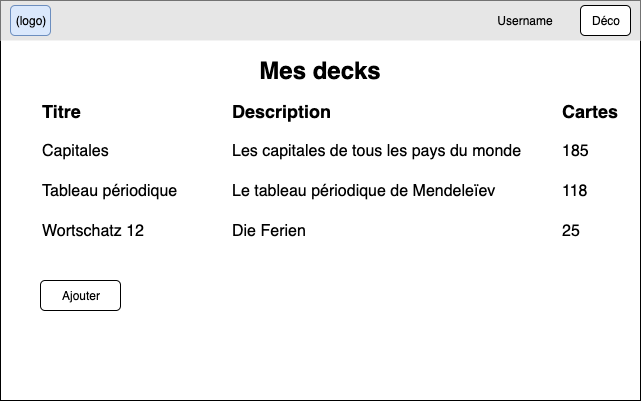 (logo) Username Déco
Mes decks
Titre Description Cartes
Capitales Les capitales de tous les pays du monde 185
Tableau périodique Le tableau périodique de Mendeleïev 118
Wortschatz 12 Die Ferien 25
Ajouter